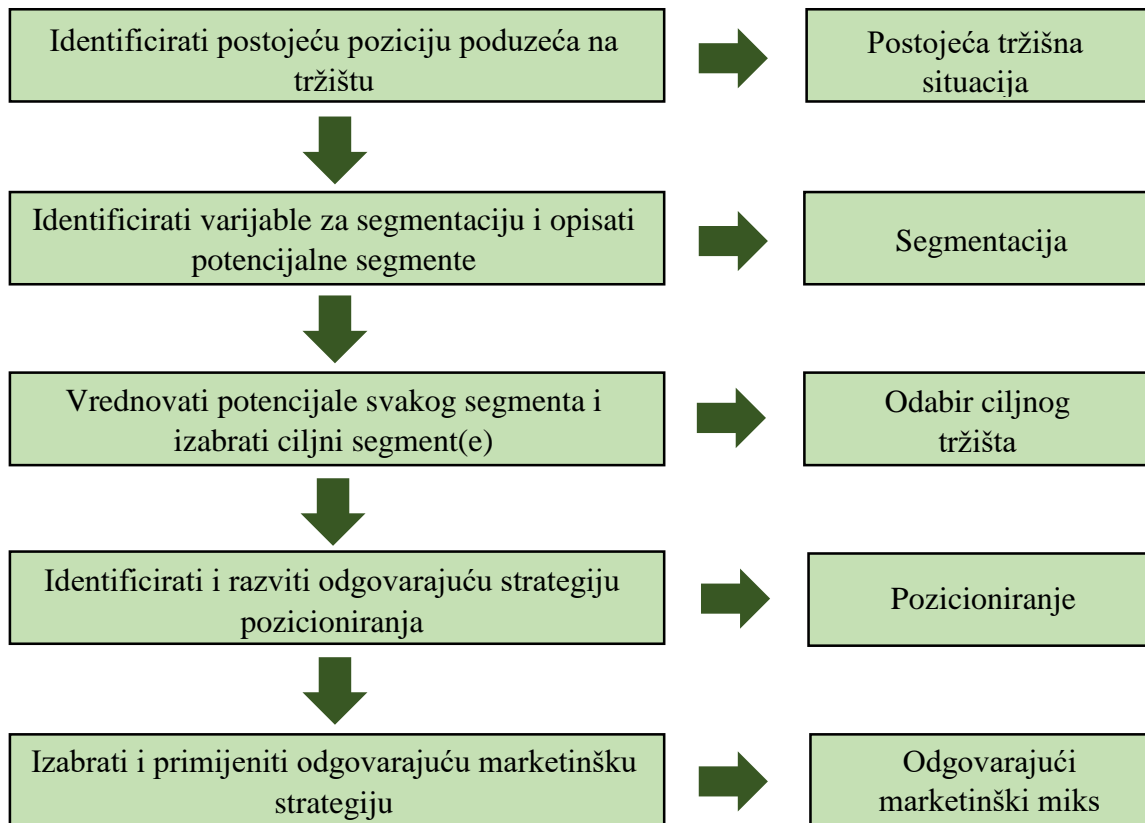 Identificirati postojeću poziciju poduzeća na
tržištu
Postojeća tržišna
situacija
Identificirati varijable za segmentaciju i opisati
potencijalne segmente
Segmentacija
Vrednovati potencijale svakog segmenta i
izabrati ciljni segment(e)
Odabir ciljnog
tržišta
Identificirati i razviti odgovarajuću strategiju
pozicioniranja
Pozicioniranje
Izabrati i primijeniti odgovarajuću marketinšku
strategiju
Odgovarajući
marketinški miks